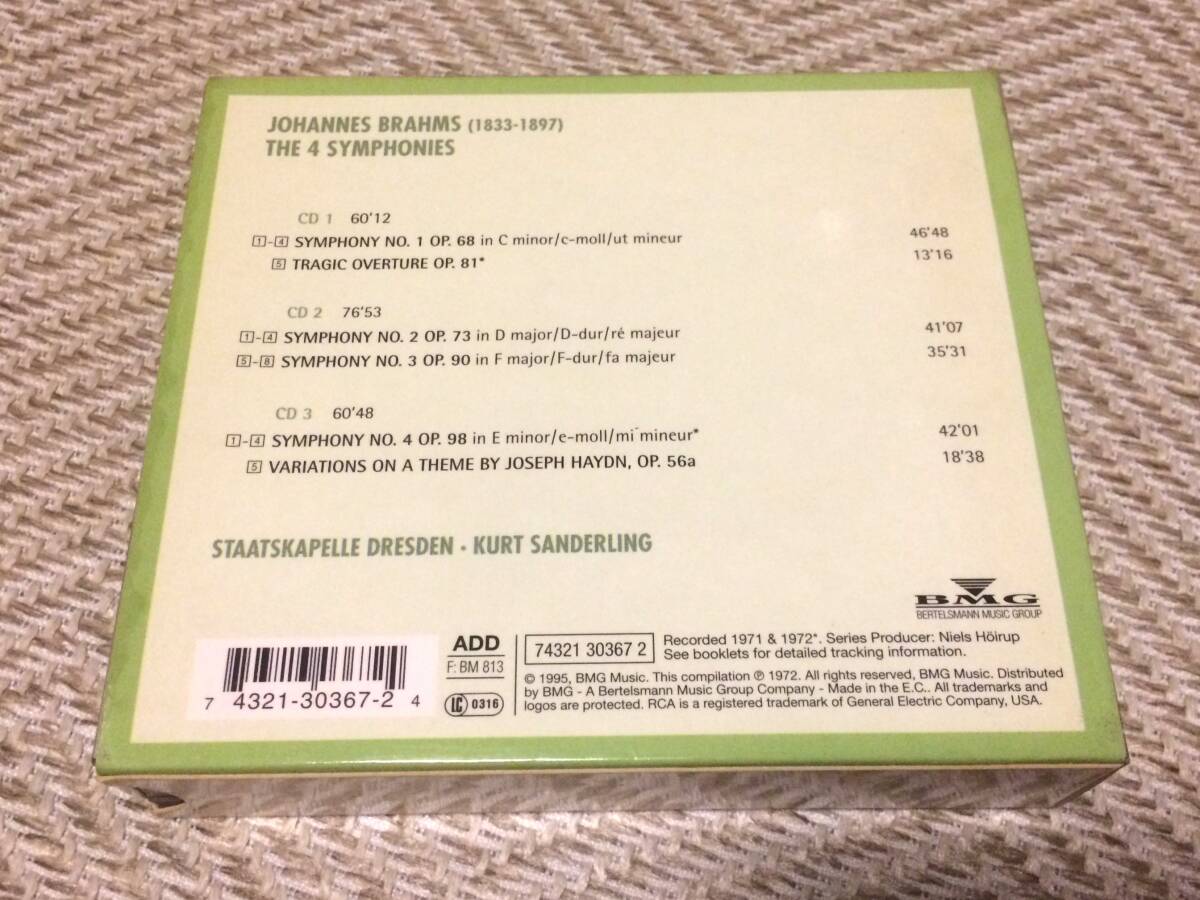 JOHANNES BRAHMS (1833-1897)
THE 4 SYMPHONIES
CD 1 60'12
1-4 SYMPHONY NO. 1 OP. 68 in C minor/c-moll/ut mineur 46'48
5 TRAGIC OVERTURE OP. 81* 13'16
CD 2 76'53
1-4 SYMPHONY NO. 2 OP. 73 in D major/D-dur/ré majeur 41'07
5-8 SYMPHONY NO. 3 OP. 90 in F major/F-dur/fa majeur 35'31
CD 3 60'48
1-4 SYMPHONY NO. 4 OP. 98 in E minor/e-moll/mi mineur* 42'01
5 VARIATIONS ON A THEME BY JOSEPH HAYDN, OP. 56a 18'38
STAATSKAPELLE DRESDEN · KURT SANDERLING
BMG
BERTELSMANN MUSIC GROUP
7 4321-30367-2 4
ADD
F: BM 813
LC 0316
74321 30367 2
Recorded 1971 & 1972*. Series Producer: Niels Höirup
See booklets for detailed tracking information.
© 1995, BMG Music. This compilation ℗ 1972. All rights reserved, BMG Music. Distributed
by BMG - A Bertelsmann Music Group Company - Made in the E.C.. All trademarks and
logos are protected. RCA is a registered trademark of General Electric Company, USA.